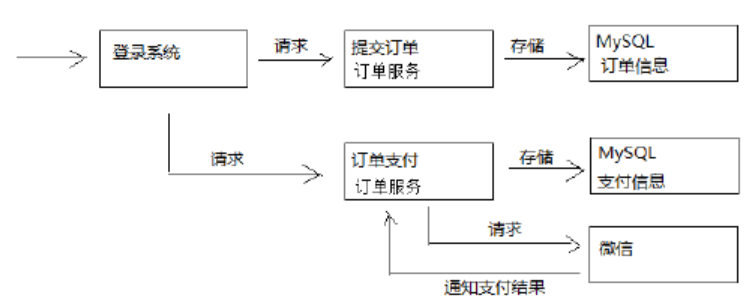 登录系统
请求
提交订单
订单服务
存储
MySQL
订单信息
请求
订单支付
订单服务
存储
MySQL
支付信息
请求
微信
通知支付结果